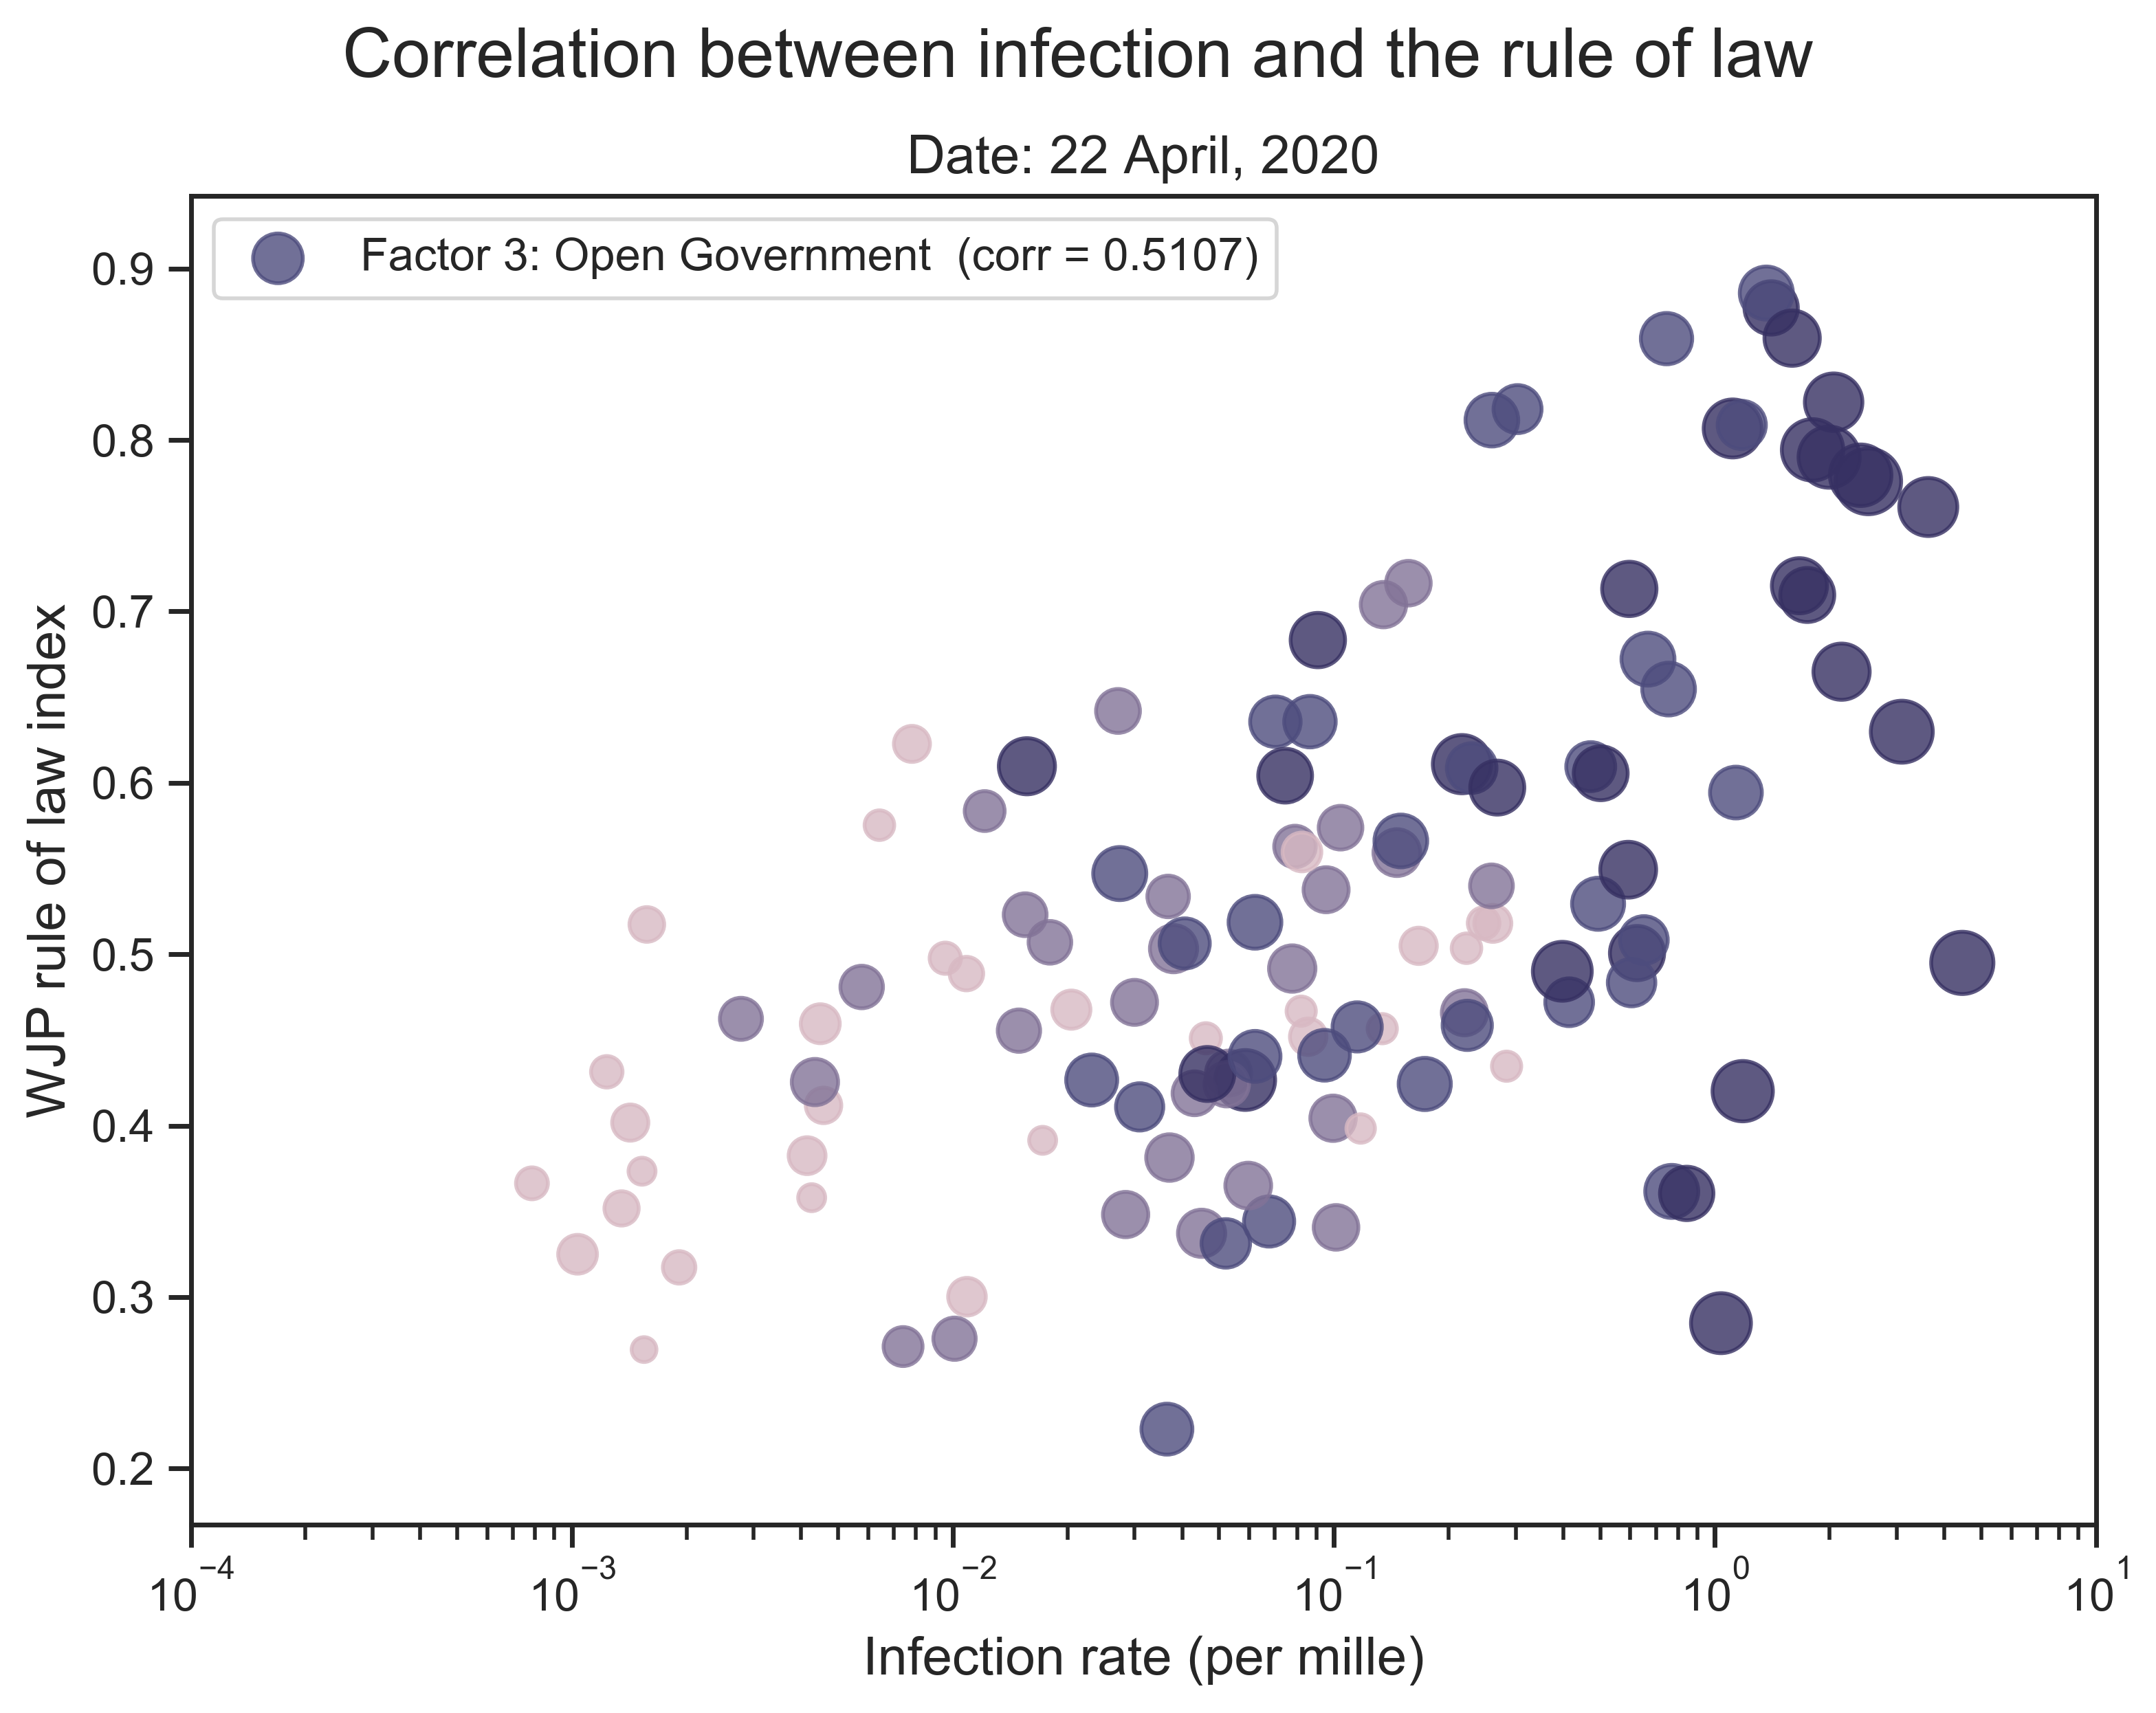 Correlation between infection and the rule of law
Date: 22 April, 2020
Factor 3: Open Government (corr = 0.5107)
WJP rule of law index
0.9
0.8
0.7
0.6
0.5
0.4
0.3
0.2
10⁻⁴ 10⁻³ 10⁻² 10⁻¹ 10⁰ 10¹
Infection rate (per mille)